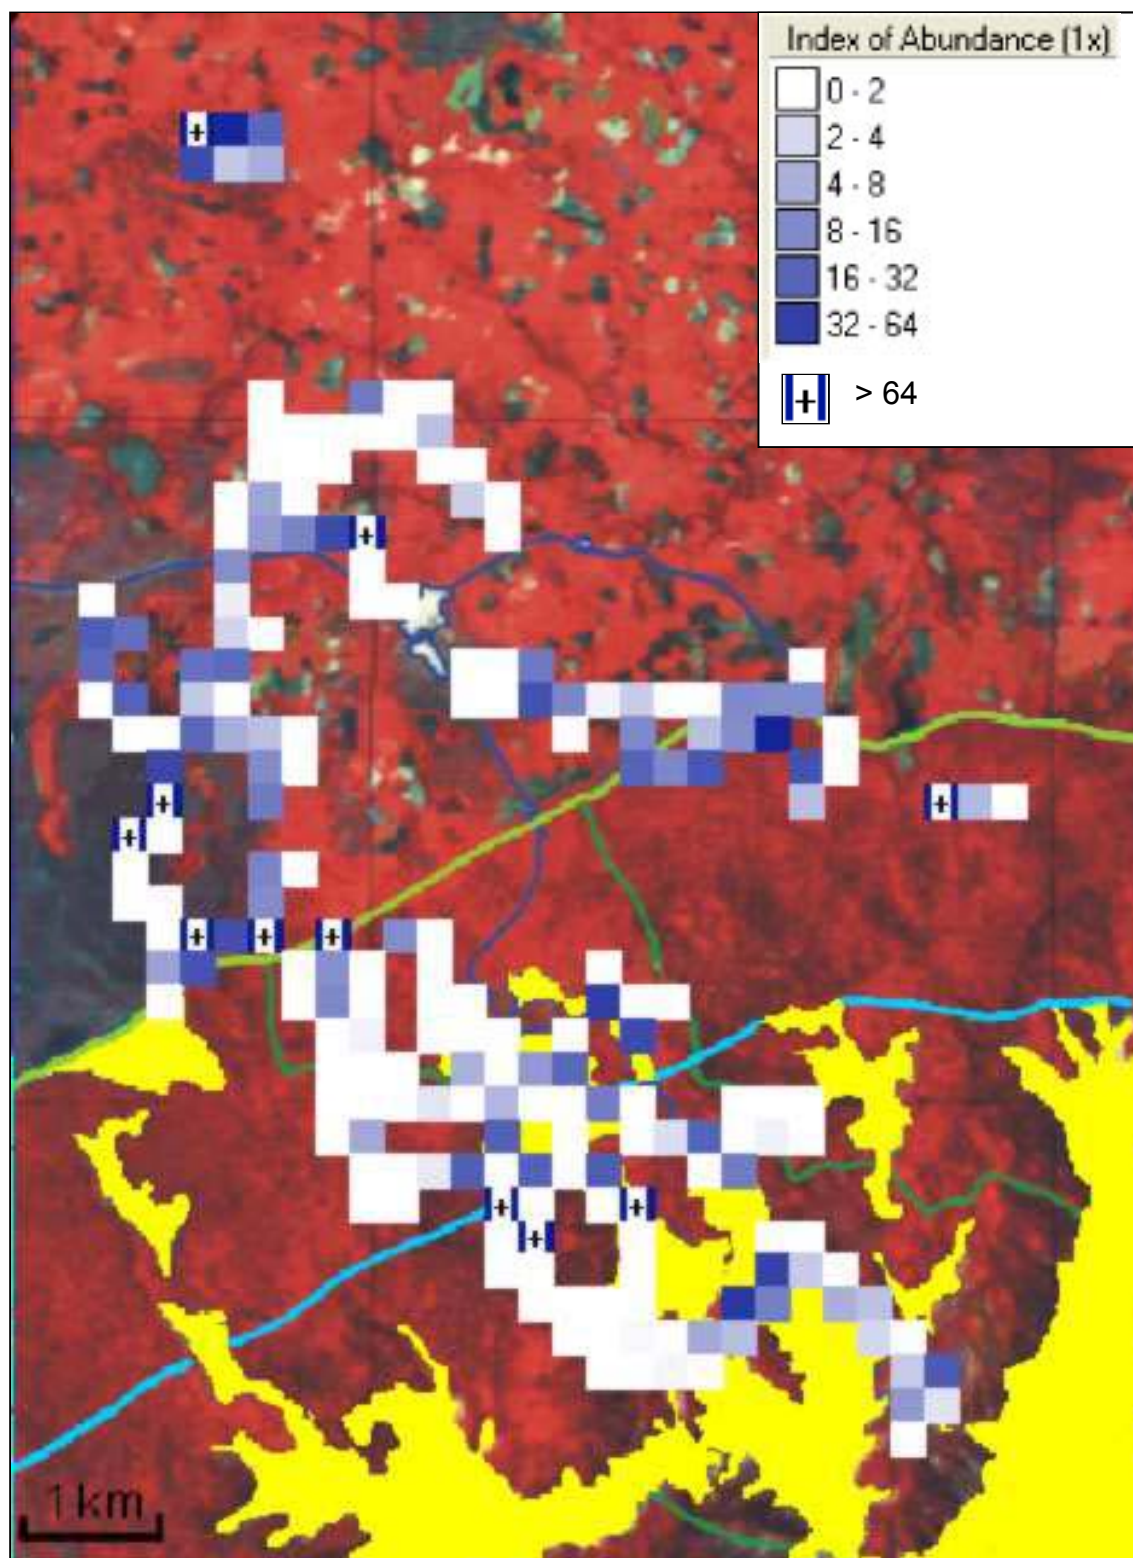 Index of Abundance (1x)
0 - 2
2 - 4
4 - 8
8 - 16
16 - 32
32 - 64
+ > 64
+
+
+
+
+
+ + +
+ +
+
1 km